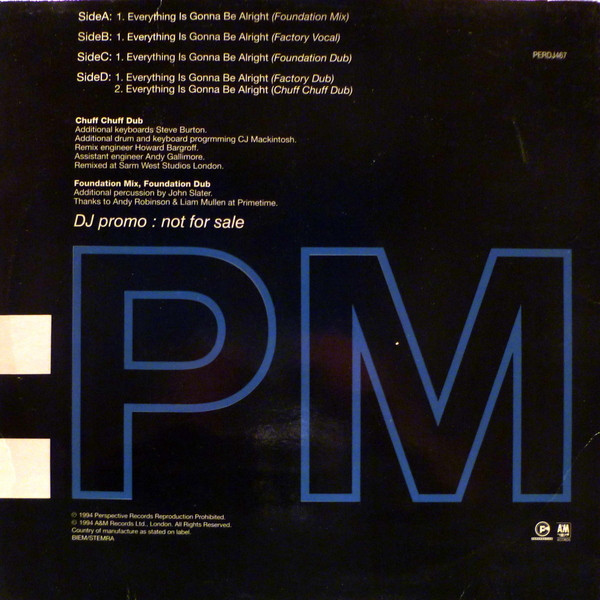 SideA: 1. Everything Is Gonna Be Alright (Foundation Mix)
SideB: 1. Everything Is Gonna Be Alright (Factory Vocal)
SideC: 1. Everything Is Gonna Be Alright (Foundation Dub)
PERDJ467
SideD: 1. Everything Is Gonna Be Alright (Factory Dub)
2. Everything Is Gonna Be Alright (Chuff Chuff Dub)
Chuff Chuff Dub
Additional keyboards Steve Burton.
Additional drum and keyboard progrmming CJ Mackintosh.
Remix engineer Howard Bargroff.
Assistant engineer Andy Gallimore.
Remixed at Sarm West Studios London.
Foundation Mix, Foundation Dub
Additional percussion by John Slater.
Thanks to Andy Robinson & Liam Mullen at Primetime.
DJ promo : not for sale
PM
℗ 1994 Perspective Records Reproduction Prohibited.
© 1994 A&M Records Ltd., London. All Rights Reserved.
Country of manufacture as stated on label.
BIEM/STEMRA
A&M